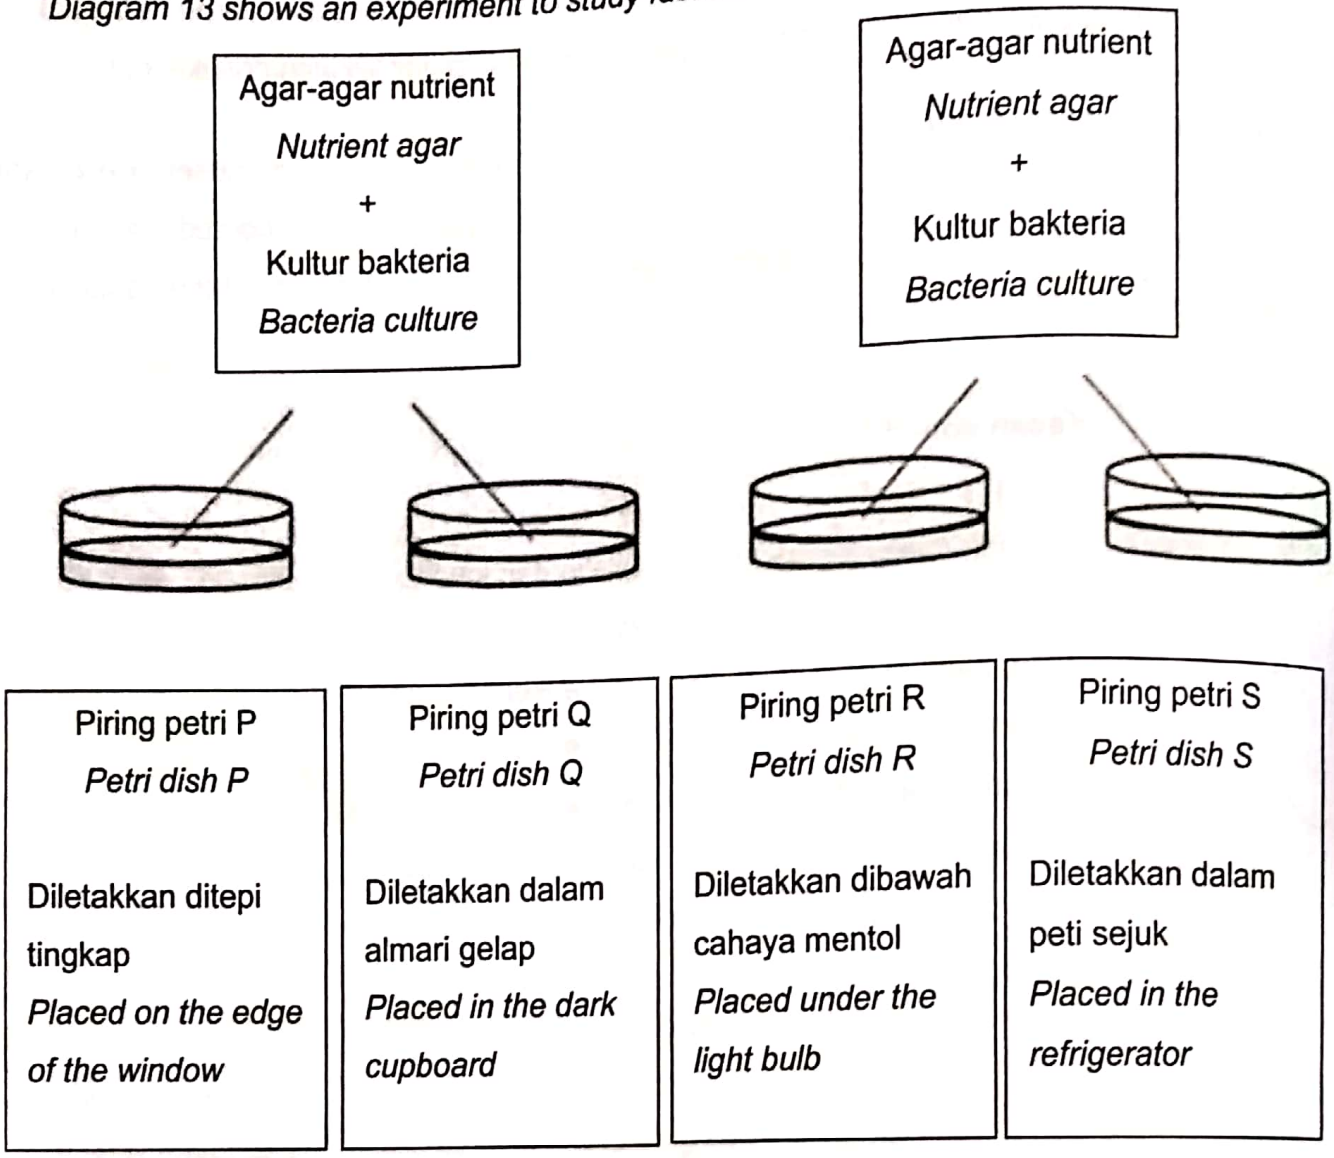 Diagram 13 shows an experiment to study
Agar-agar nutrient
Nutrient agar
+
Kultur bakteria
Bacteria culture
Agar-agar nutrient
Nutrient agar
+
Kultur bakteria
Bacteria culture
Piring petri P
Petri dish P
Diletakkan ditepi
tingkap
Placed on the edge
of the window
Piring petri Q
Petri dish Q
Diletakkan dalam
almari gelap
Placed in the dark
cupboard
Piring petri R
Petri dish R
Diletakkan dibawah
cahaya mentol
Placed under the
light bulb
Piring petri S
Petri dish S
Diletakkan dalam
peti sejuk
Placed in the
refrigerator